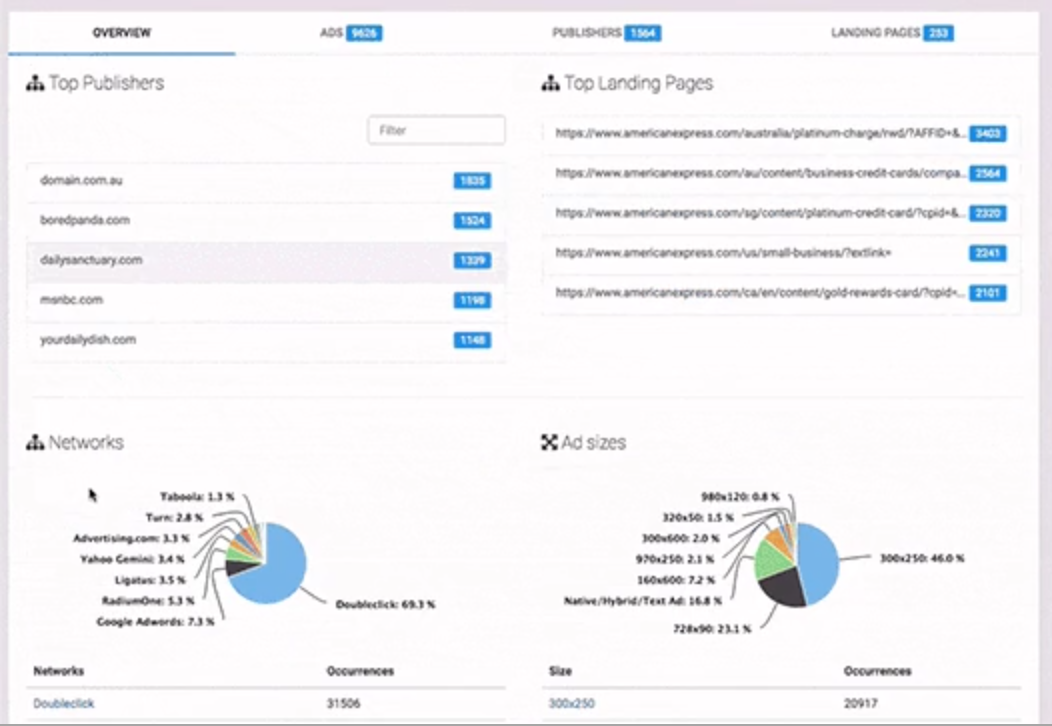 OVERVIEW
ADS 9626
PUBLISHERS 1564
LANDING PAGES 253
Top Publishers
Filter
domain.com.au 1835
boredpanda.com 1524
dailysanctuary.com 1339
msnbc.com 1198
yourdailydish.com 1148
Top Landing Pages
https://www.americanexpress.com/australia/platinum-charge/rwd/?AFFID=&... 3403
https://www.americanexpress.com/au/content/business-credit-cards/compa... 2564
https://www.americanexpress.com/sg/content/platinum-credit-card/?cpid=&... 2320
https://www.americanexpress.com/us/small-business/?extlink= 2241
https://www.americanexpress.com/ca/en/content/gold-rewards-card/?cpid=... 2101
Networks
Taboola: 1.3 %
Turn: 2.8 %
Advertising.com: 3.3 %
Yahoo Gemini: 3.4 %
Ligatus: 3.5 %
RadiumOne: 5.3 %
Google Adwords: 7.3 %
Doubleclick: 69.3 %
Networks Occurrences
Doubleclick 31506
Ad sizes
980x120: 0.8 %
320x50: 1.5 %
300x600: 2.0 %
970x250: 2.1 %
160x600: 7.2 %
Native/Hybrid/Text Ad: 16.8 %
728x90: 23.1 %
300x250: 46.0 %
Size Occurrences
300x250 20917